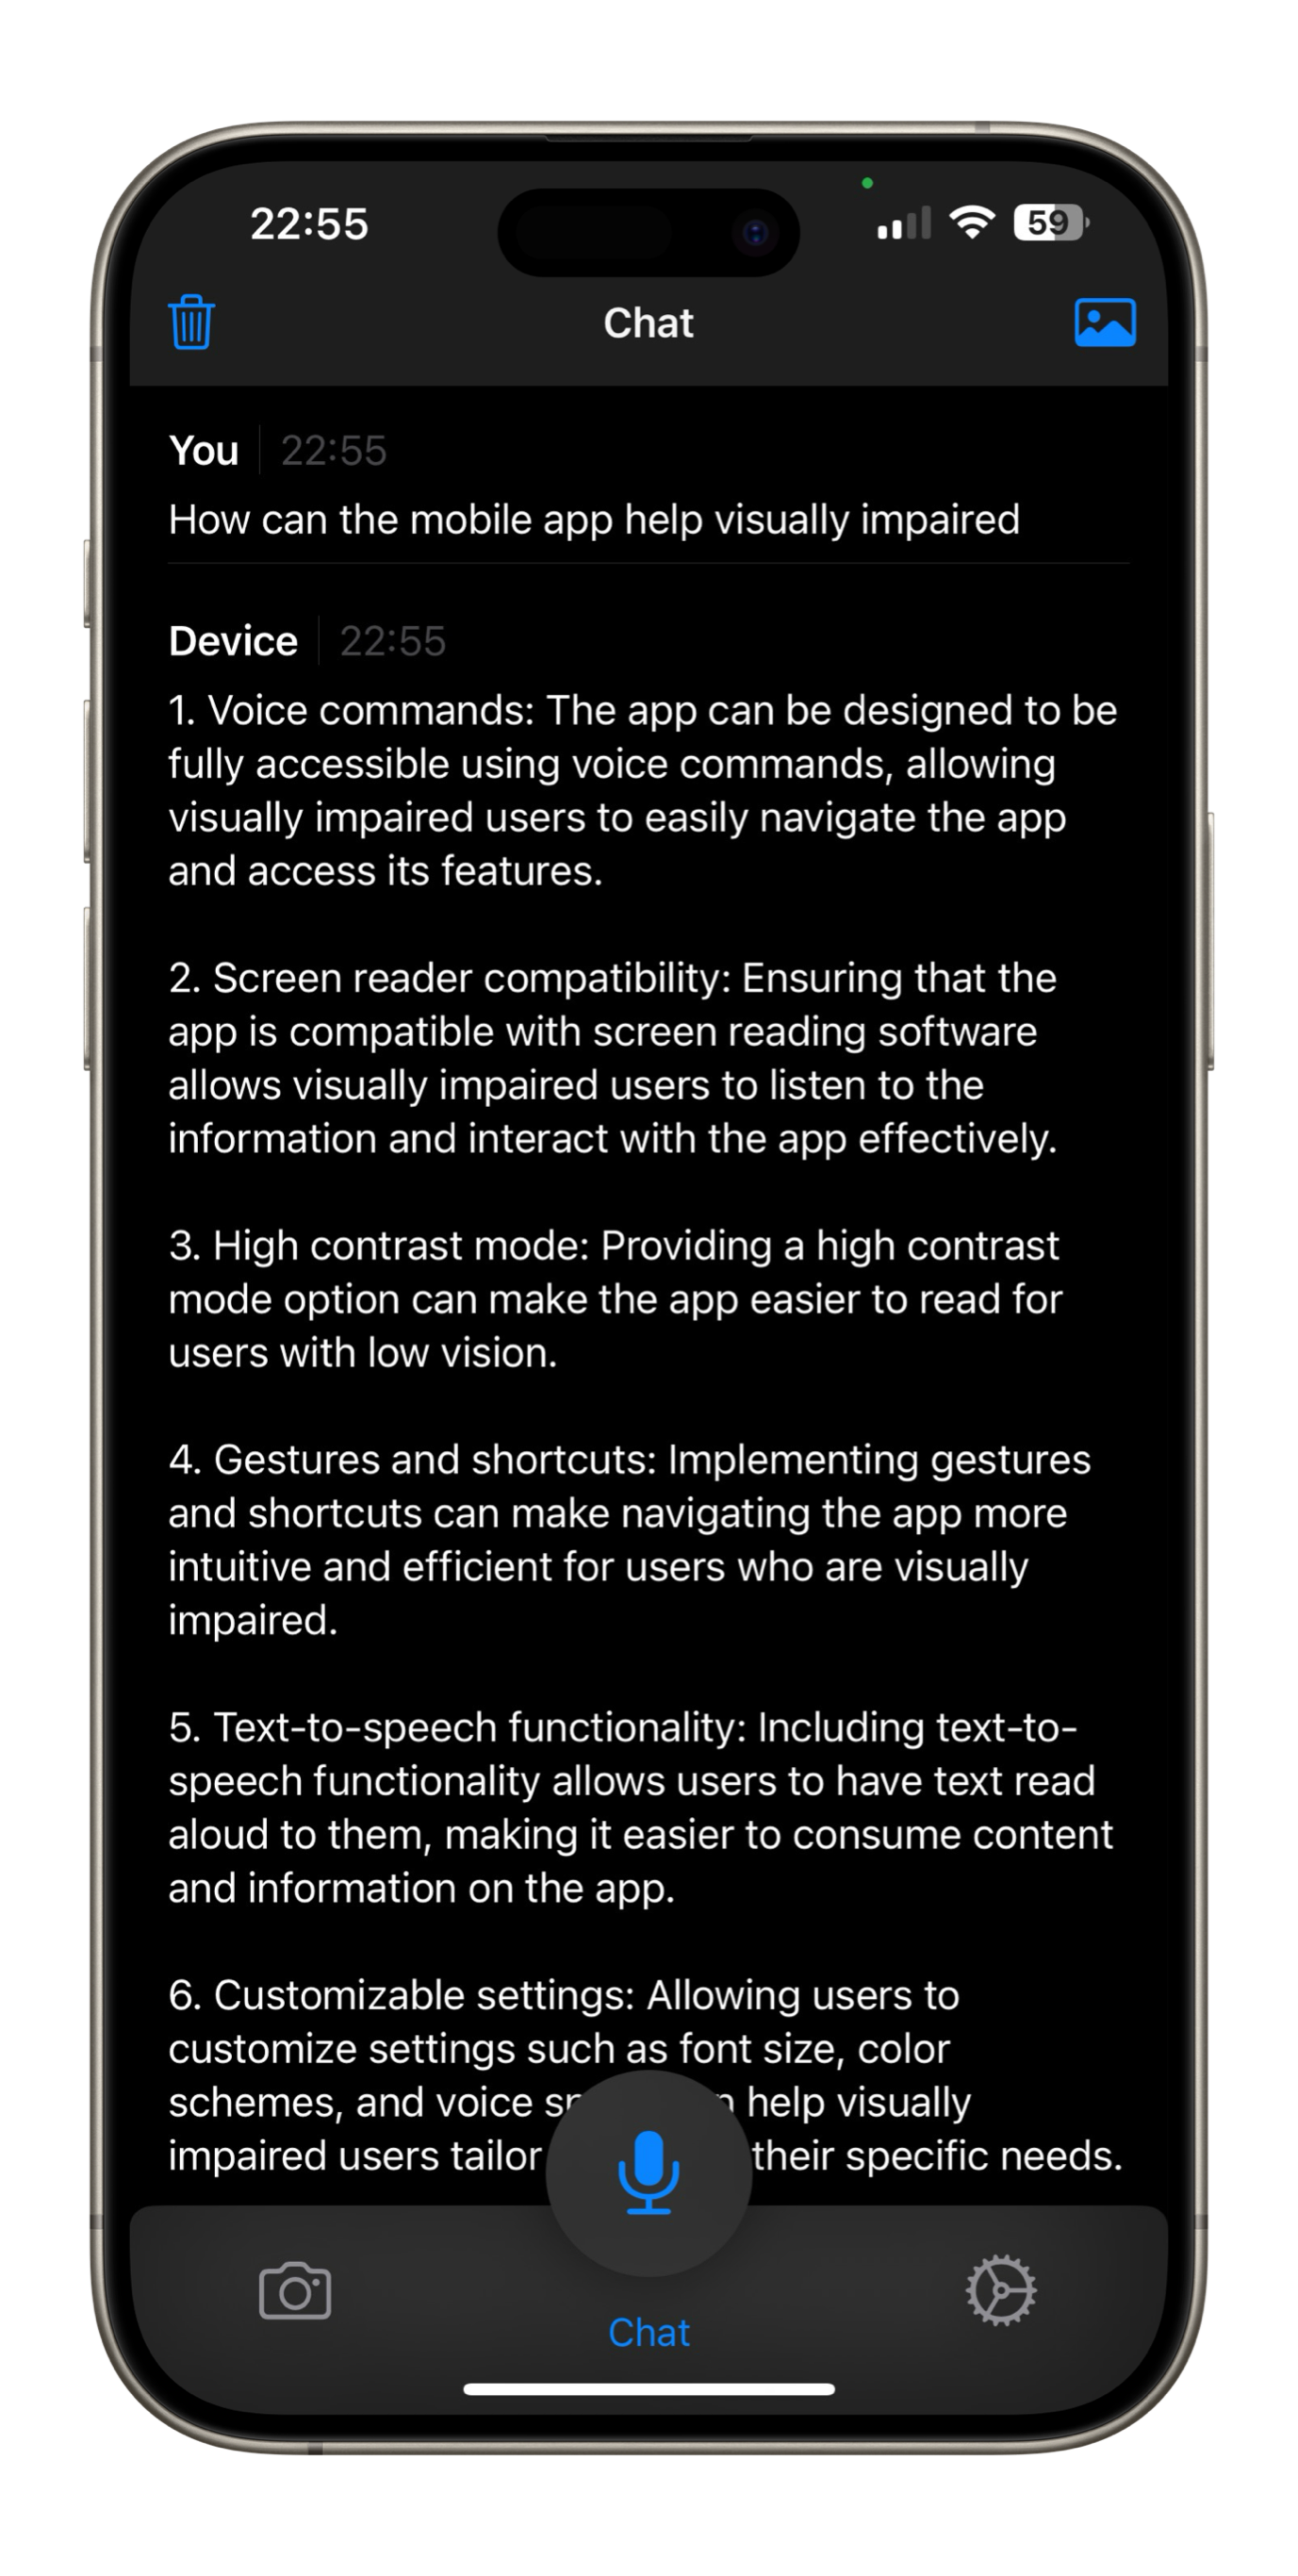 22:55
59
Chat
You 22:55
How can the mobile app help visually impaired
Device 22:55
1. Voice commands: The app can be designed to be
fully accessible using voice commands, allowing
visually impaired users to easily navigate the app
and access its features.
2. Screen reader compatibility: Ensuring that the
app is compatible with screen reading software
allows visually impaired users to listen to the
information and interact with the app effectively.
3. High contrast mode: Providing a high contrast
mode option can make the app easier to read for
users with low vision.
4. Gestures and shortcuts: Implementing gestures
and shortcuts can make navigating the app more
intuitive and efficient for users who are visually
impaired.
5. Text-to-speech functionality: Including text-to-
speech functionality allows users to have text read
aloud to them, making it easier to consume content
and information on the app.
6. Customizable settings: Allowing users to
customize settings such as font size, color
schemes, and voice help visually
impaired users tailor their specific needs.
Chat